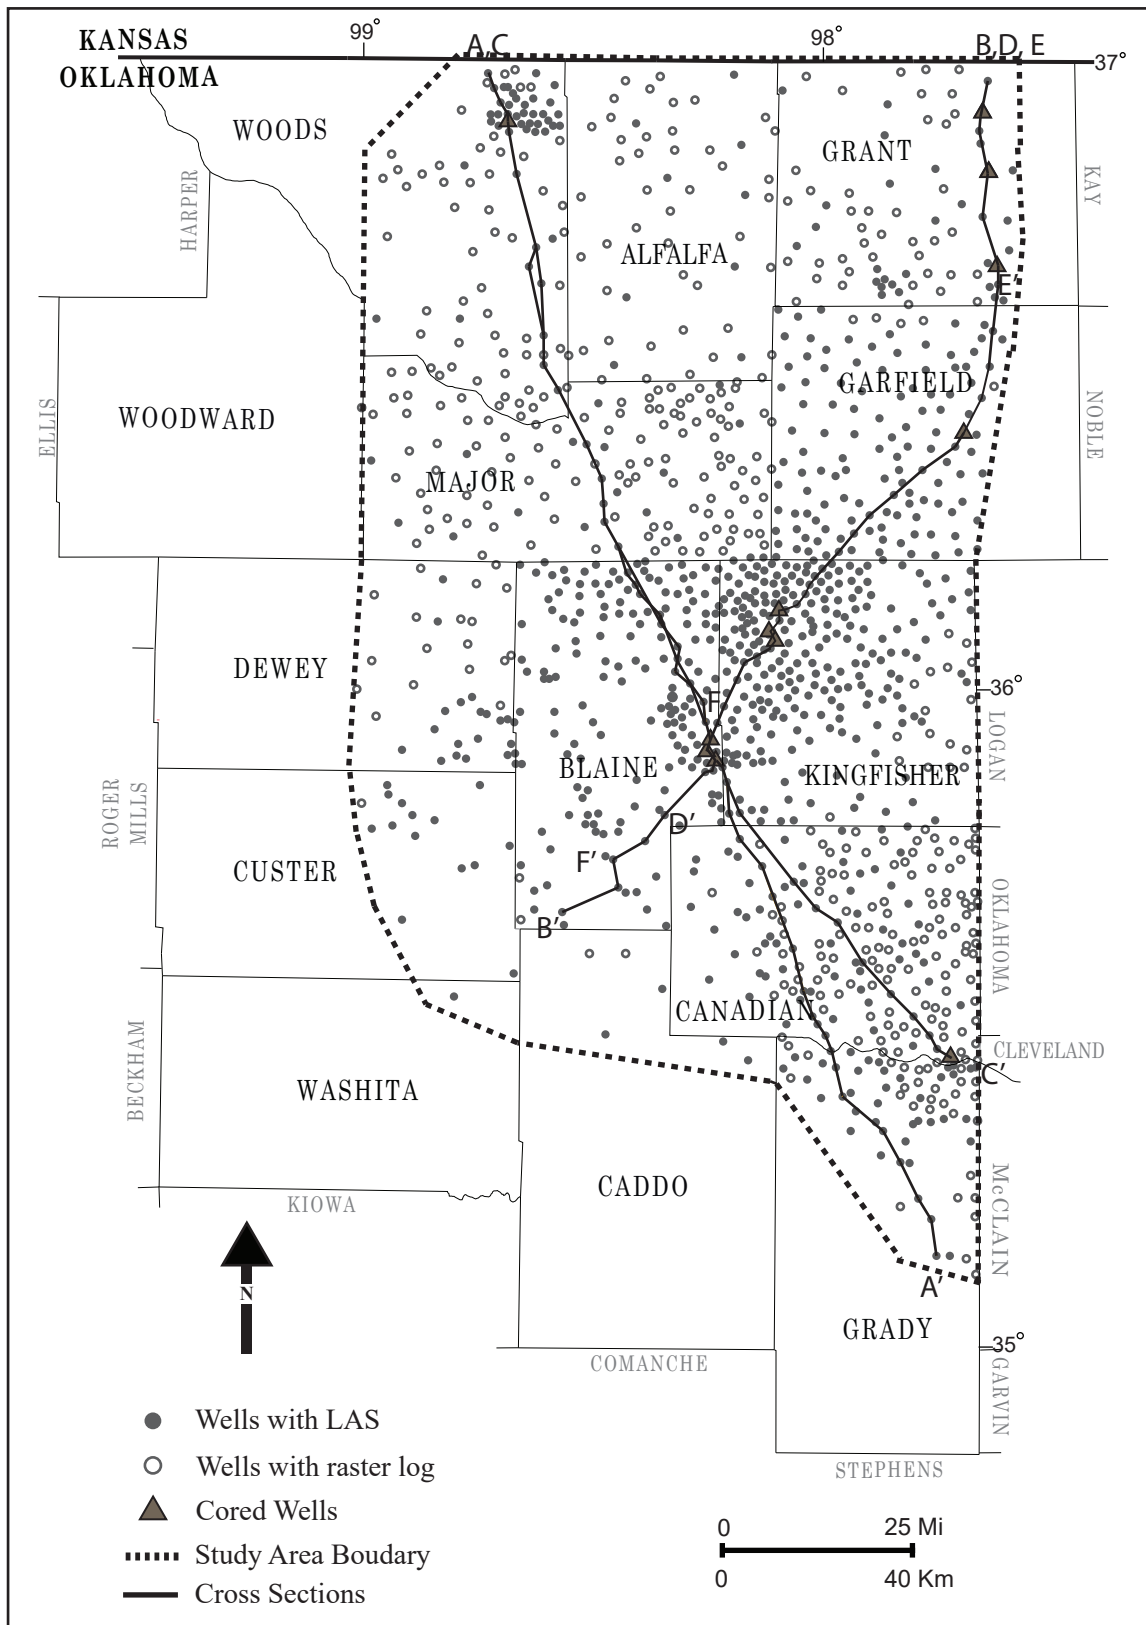 KANSAS
OKLAHOMA
99°
A,C
98°
B,D, E
37°
WOODS
GRANT
HARPER
KAY
ALFALFA
E'
GARFIELD
WOODWARD
ELLIS
NOBLE
MAJOR
DEWEY
F
36°
LOGAN
BLAINE
KINGFISHER
ROGER
MILLS
D'
F'
CUSTER
B'
OKLAHOMA
CANADIAN
CLEVELAND
C'
BECKHAM
WASHITA
CADDO
McCLAIN
KIOWA
A'
N
GRADY
35°
COMANCHE
GARVIN
STEPHENS
Wells with LAS
Wells with raster log
Cored Wells
Study Area Boudary
Cross Sections
0 25 Mi
0 40 Km